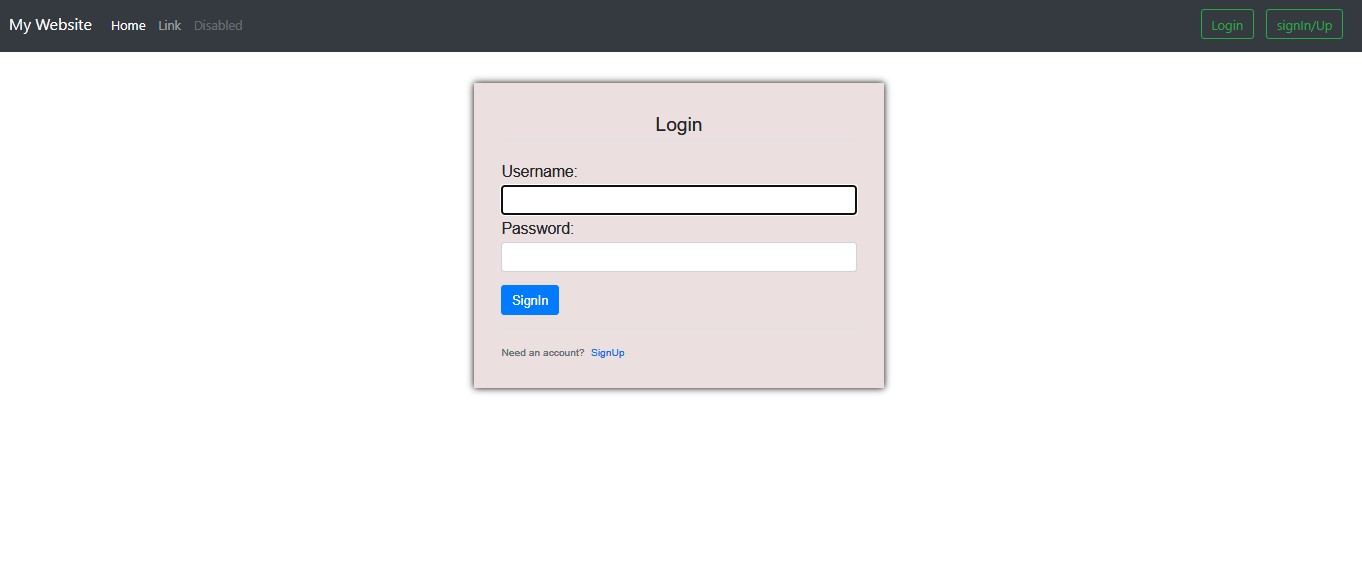 My Website Home Link Disabled Login signIn/Up
Login
Username:
Password:
SignIn
Need an account? SignUp